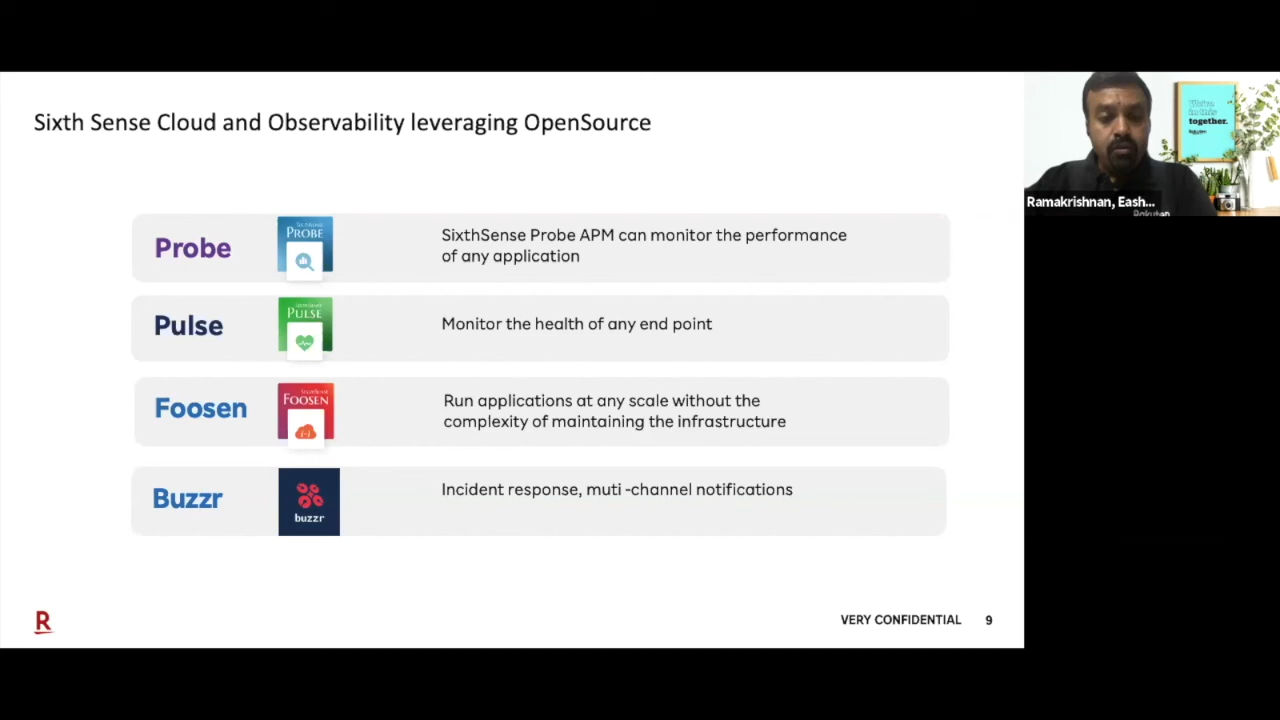 Sixth Sense Cloud and Observability leveraging OpenSource
Probe
PROBE
SixthSense Probe APM can monitor the performance
of any application
Pulse
PULSE
Monitor the health of any end point
Foosen
FOOSEN
Run applications at any scale without the
complexity of maintaining the infrastructure
Buzzr
buzzr
Incident response, muti -channel notifications
R
VERY CONFIDENTIAL 9
together.
Ramakrishnan, Eash...